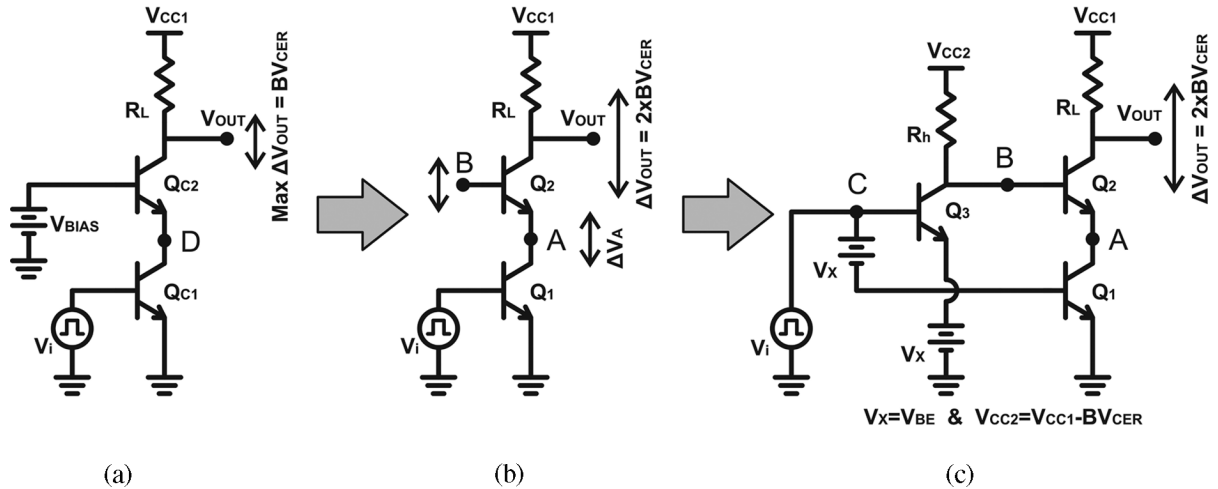 VCC1
RL
VOUT
Max ΔVOUT = BVCER
QC2
VBIAS
D
QC1
Vi
(a)
VCC1
RL
VOUT
ΔVOUT = 2xBVCER
B
Q2
A
ΔVA
Q1
Vi
(b)
VCC1
VCC2
RL
VOUT
ΔVOUT = 2xBVCER
Rh
B
Q2
C
Q3
A
VX
Q1
Vi
VX
VX=VBE & VCC2=VCC1-BVCER
(c)